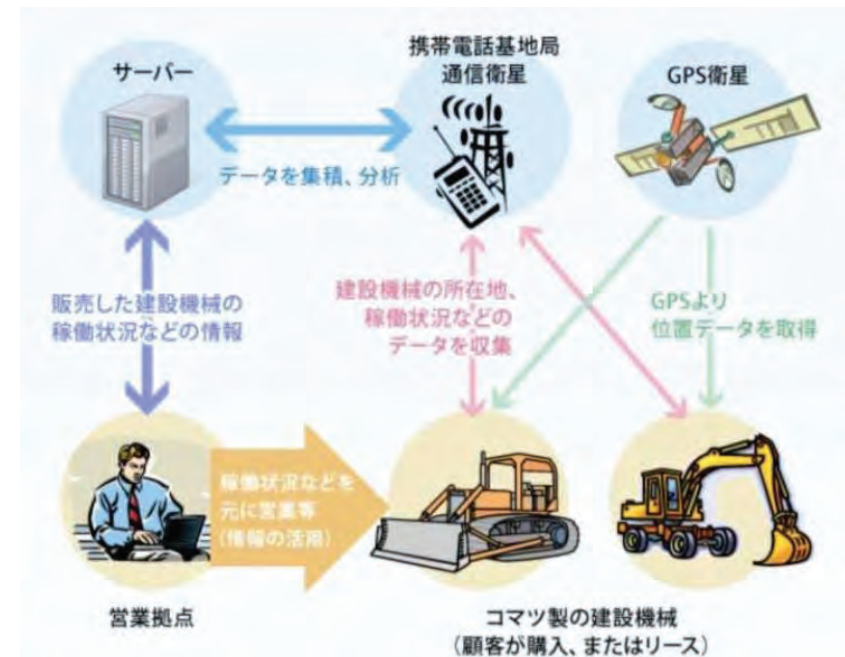 サーバー
携帯電話基地局
通信衛星
GPS衛星
データを集積、分析
販売した建設機械の
稼働状況などの情報
建設機械の所在地、
稼働状況などの
データを収集
GPSより
位置データを取得
稼働状況などを
元に営業等
(情報の活用)
営業拠点
コマツ製の建設機械
(顧客が購入、またはリース)